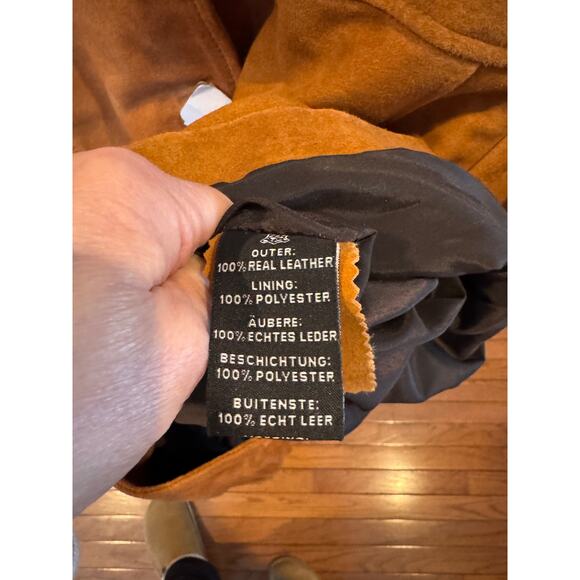 OUTER:
100% REAL LEATHER
LINING:
100% POLYESTER
ÄUBERE:
100% ECHTES LEDER
BESCHICHTUNG:
100% POLYESTER
BUITENSTE:
100% ECHT LEER